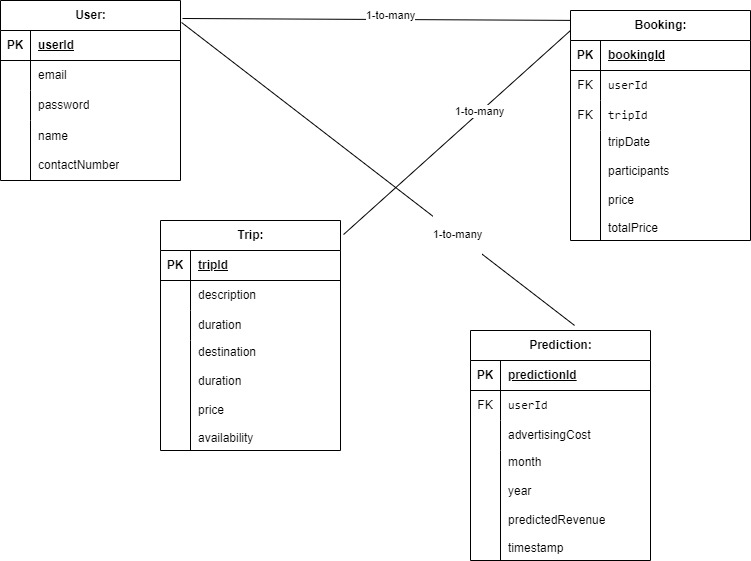 User:
PK userId
email
password
name
contactNumber
1-to-many
Booking:
PK bookingId
FK userId
FK tripId
tripDate
participants
price
totalPrice
1-to-many
1-to-many
Trip:
PK tripId
description
duration
destination
duration
price
availability
Prediction:
PK predictionId
FK userId
advertisingCost
month
year
predictedRevenue
timestamp